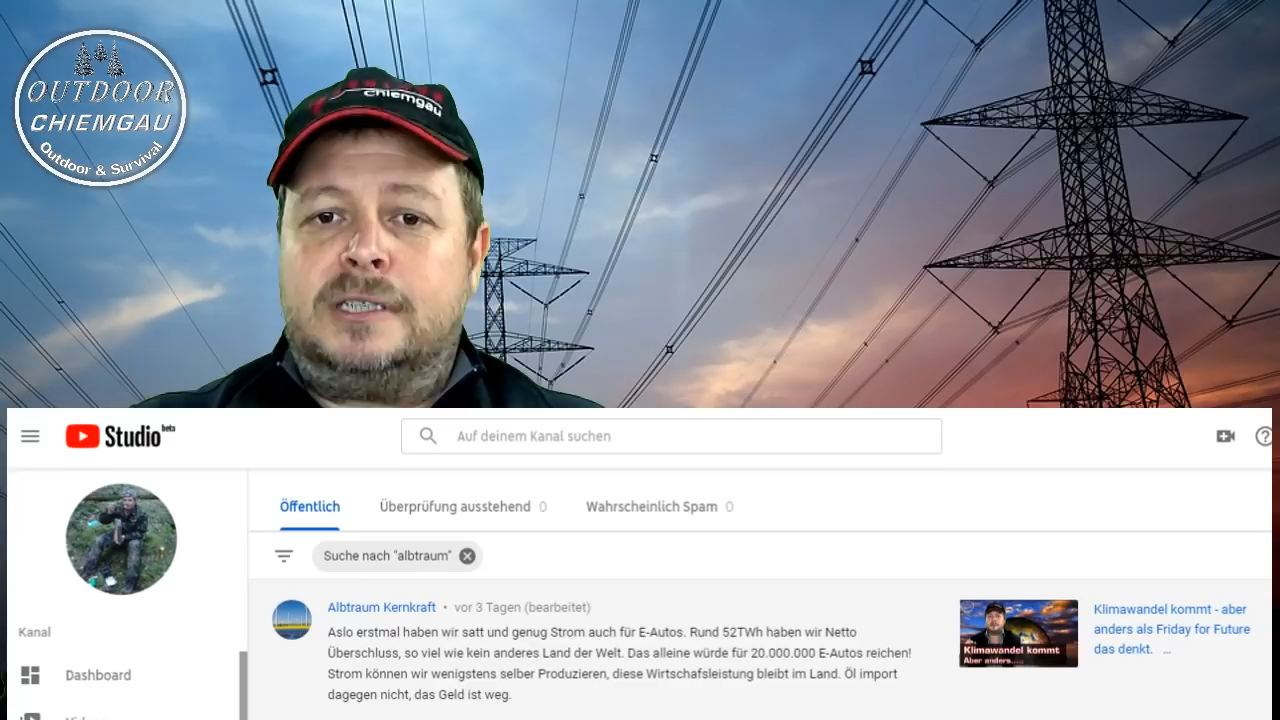 OUTDOOR
CHIEMGAU
Outdoor & Survival
chiemgau
Studio beta
Auf deinem Kanal suchen
Öffentlich
Überprüfung ausstehend 0
Wahrscheinlich Spam 0
Suche nach "albtraum"
Kanal
Dashboard
Albtraum Kernkraft • vor 3 Tagen (bearbeitet)
Aslo erstmal haben wir satt und genug Strom auch für E-Autos. Rund 52TWh haben wir Netto
Überschluss, so viel wie kein anderes Land der Welt. Das alleine würde für 20.000.000 E-Autos reichen!
Strom können wir wenigstens selber Produzieren, diese Wirtschafsleistung bleibt im Land. Öl import
dagegen nicht, das Geld ist weg.
Klimawandel kommt
Aber anders.....
Klimawandel kommt - aber
anders als Friday for Future
das denkt. ...